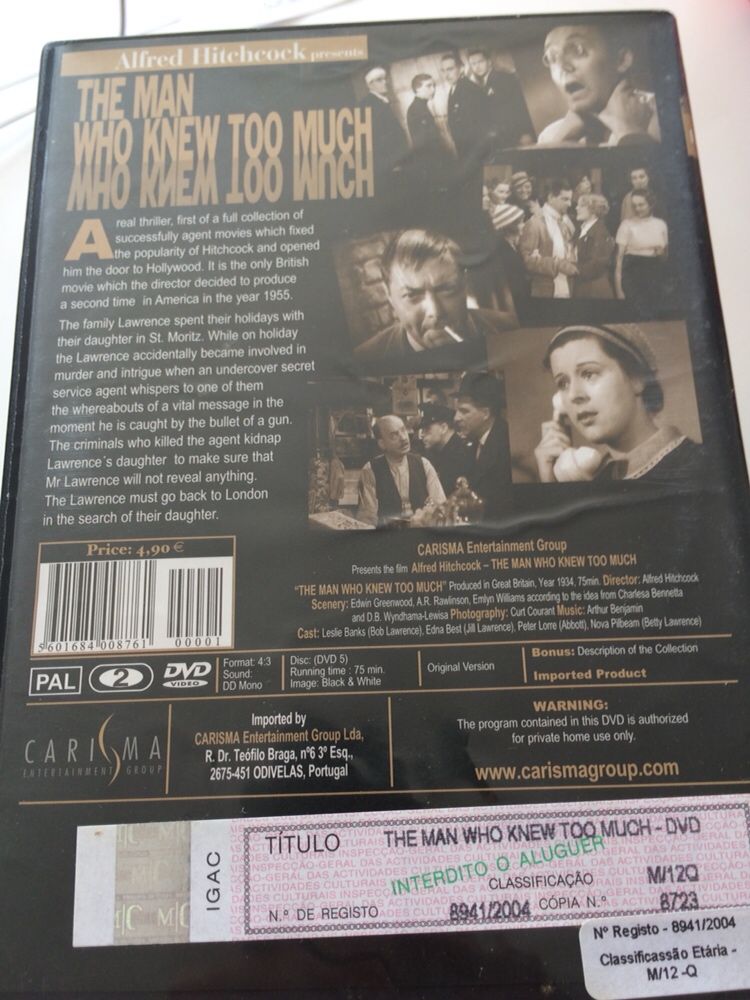 Alfred Hitchcock presents
THE MAN
WHO KNEW TOO MUCH
A real thriller, first of a full collection of
successfully agent movies which fixed
the popularity of Hitchcock and opened
him the door to Hollywood. It is the only British
movie which the director decided to produce
a second time in America in the year 1955.
The family Lawrence spent their holidays with
their daughter in St. Moritz. While on holiday
the Lawrence accidentally became involved in
murder and intrigue when an undercover secret
service agent whispers to one of them
the whereabouts of a vital message in the
moment he is caught by the bullet of a gun.
The criminals who killed the agent kidnap
Lawrence´s daughter to make sure that
Mr Lawrence will not reveal anything.
The Lawrence must go back to London
in the search of their daughter.
Price: 4,90 €
5601684 008761 00001
CARISMA Entertainment Group
Presents the film Alfred Hitchcock – THE MAN WHO KNEW TOO MUCH
"THE MAN WHO KNEW TOO MUCH" Produced in Great Britain, Year 1934, 75min. Director: Alfred Hitchcock
Scenery: Edwin Greenwood, A.R. Rawlinson, Emlyn Williams according to the idea from Charlesa Bennetta
and D.B. Wyndhama-Lewisa Photography: Curt Courant Music: Arthur Benjamin
Cast: Leslie Banks (Bob Lawrence), Edna Best (Jill Lawrence), Peter Lorre (Abbott), Nova Pilbeam (Betty Lawrence)
PAL
2
DVD
VIDEO
Format: 4:3
Sound:
DD Mono
Disc: (DVD 5)
Running time : 75 min.
Image: Black & White
Original Version
Bonus: Description of the Collection
Imported Product
CARISMA
ENTERTAINMENT GROUP
Imported by
CARISMA Entertainment Group Lda,
R. Dr. Teófilo Braga, nº6 3º Esq.,
2675-451 ODIVELAS, Portugal
WARNING:
The program contained in this DVD is authorized
for private home use only.
www.carismagroup.com
IGAC
TÍTULO THE MAN WHO KNEW TOO MUCH - DVD
INTERDITO O ALUGUER
CLASSIFICAÇÃO M/12Q
N.º DE REGISTO 8941/2004 CÓPIA N.º 8723
Nº Registo - 8941/2004
Classificassão Etária -
M/12 -Q